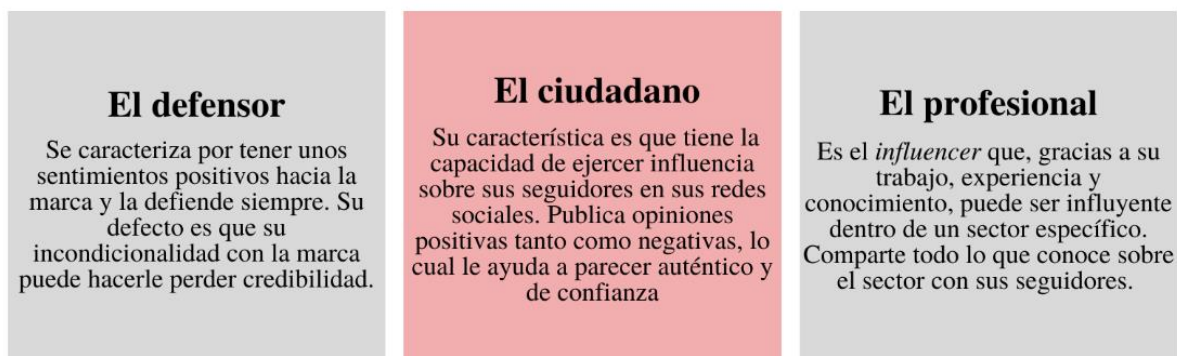 El defensor
Se caracteriza por tener unos
sentimientos positivos hacia la
marca y la defiende siempre. Su
defecto es que su
incondicionalidad con la marca
puede hacerle perder credibilidad.
El ciudadano
Su característica es que tiene la
capacidad de ejercer influencia
sobre sus seguidores en sus redes
sociales. Publica opiniones
positivas tanto como negativas, lo
cual le ayuda a parecer auténtico y
de confianza
El profesional
Es el influencer que, gracias a su
trabajo, experiencia y
conocimiento, puede ser influyente
dentro de un sector específico.
Comparte todo lo que conoce sobre
el sector con sus seguidores.